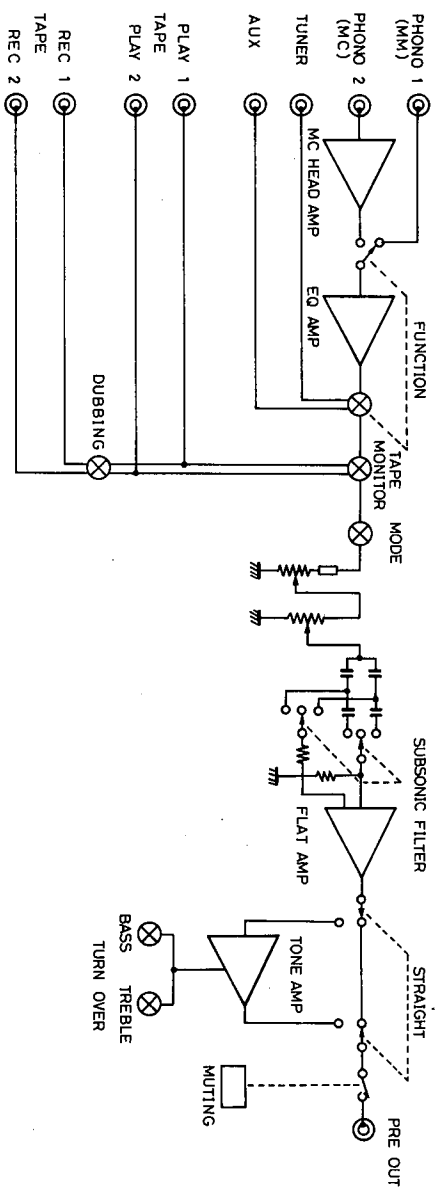 PHONO 1
(MM)
PHONO 2
(MC)
TUNER
AUX
PLAY 1
TAPE
PLAY 2
REC 1
TAPE
REC 2
MC HEAD AMP
EQ AMP
FUNCTION
TAPE
MONITOR
DUBBING
MODE
SUBSONIC FILTER
FLAT AMP
STRAIGHT
TONE AMP
BASS
TREBLE
TURN OVER
MUTING
PRE OUT